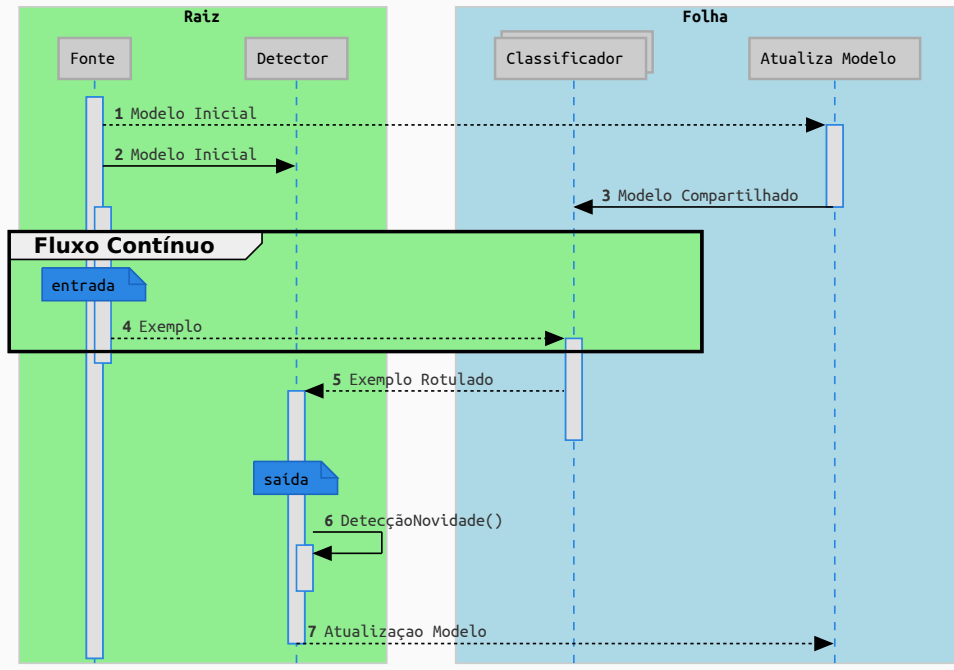 Raiz
Folha
Fonte
Detector
Classificador
Atualiza Modelo
1 Modelo Inicial
2 Modelo Inicial
3 Modelo Compartilhado
Fluxo Contínuo
entrada
4 Exemplo
5 Exemplo Rotulado
saída
6 DetecçãoNovidade()
7 Atualizaçao Modelo